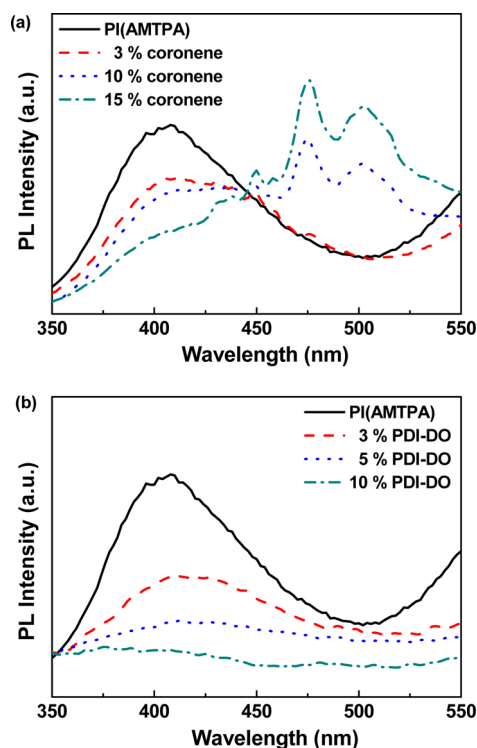 (a)
PI(AMTPA)
3 % coronene
10 % coronene
15 % coronene
PL Intensity (a.u.)
350 400 450 500 550
Wavelength (nm)
(b)
PI(AMTPA)
3 % PDI-DO
5 % PDI-DO
10 % PDI-DO
PL Intensity (a.u.)
350 400 450 500 550
Wavelength (nm)